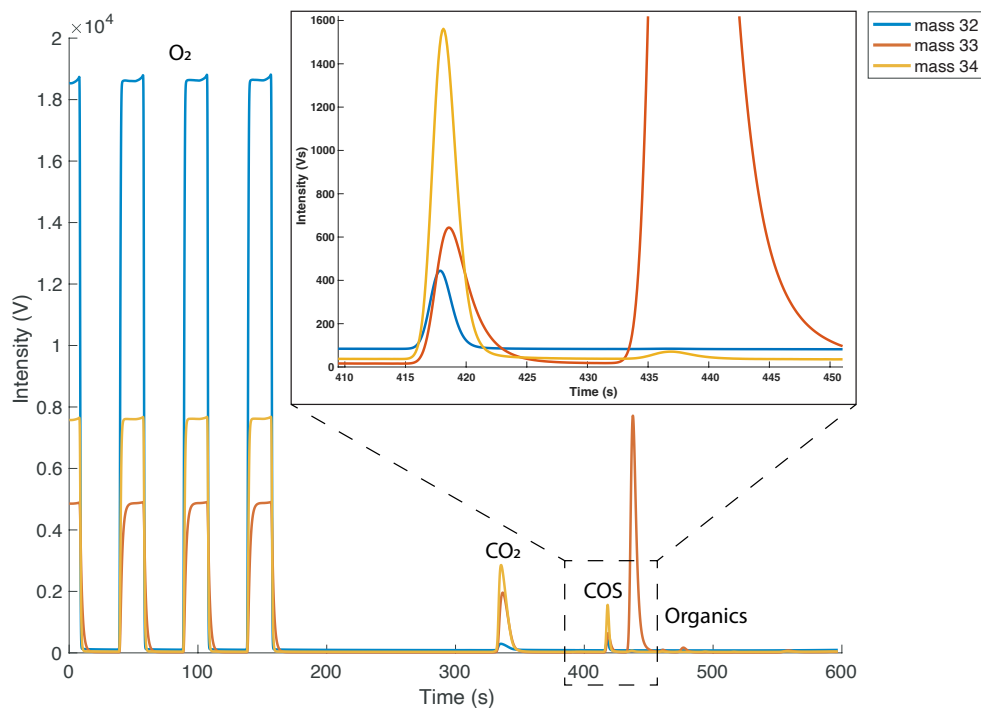 ×10⁴
2
1.8
1.6
1.4
1.2
1
0.8
0.6
0.4
0.2
0
Intensity (V)
O₂
1600
1400
1200
1000
800
600
400
200
0
Intensity (Vs)
410 415 420 425 430 435 440 445 450
Time (s)
mass 32
mass 33
mass 34
CO₂
COS
Organics
0 100 200 300 400 500 600
Time (s)